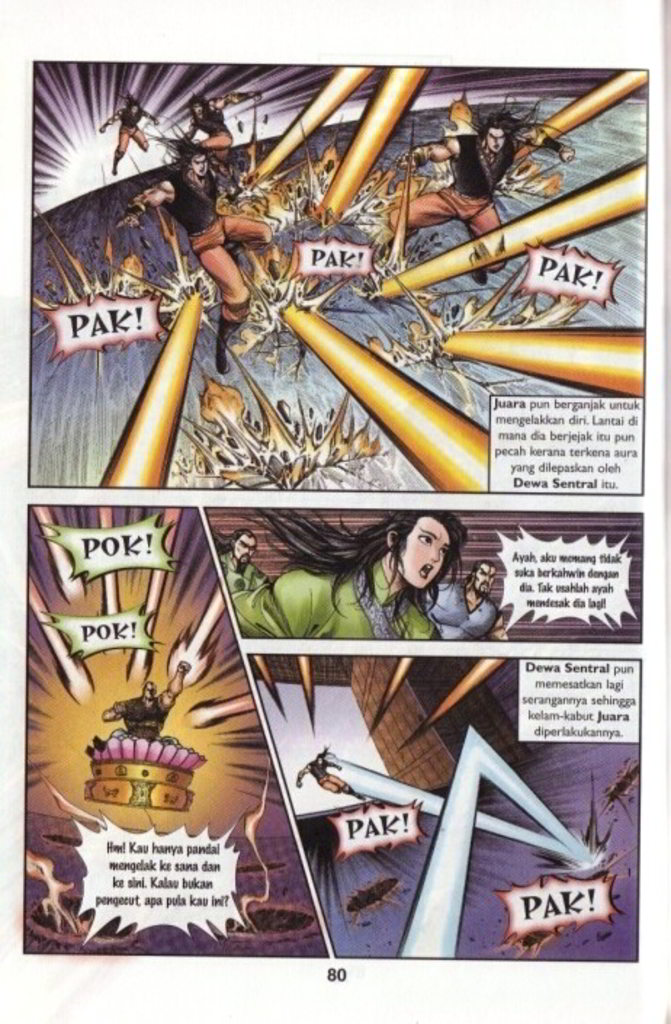 PAK!
PAK!
PAK!
Juara pun berganjak untuk
mengelakkan diri. Lantai di
mana dia berjejak itu pun
pecah kerana terkena aura
yang dilepaskan oleh
Dewa Sentral itu.
POK!
POK!
Hm! Kau hanya pandai
mengelak ke sana dan
ke sini. Kalau bukan
pengecut, apa pula kau ini?
Ayah, aku memang tidak
suka berkahwin dengan
dia. Tak usahlah ayah
mendesak dia lagi!
Dewa Sentral pun
memesatkan lagi
serangannya sehingga
kelam-kabut Juara
diperlakukannya.
PAK!
PAK!
80